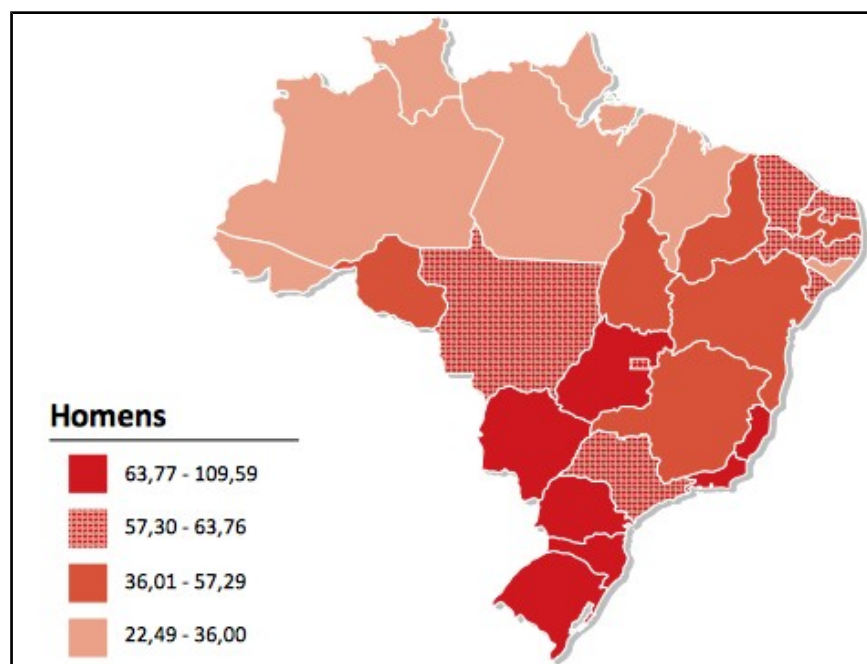 Homens
63,77 - 109,59
57,30 - 63,76
36,01 - 57,29
22,49 - 36,00